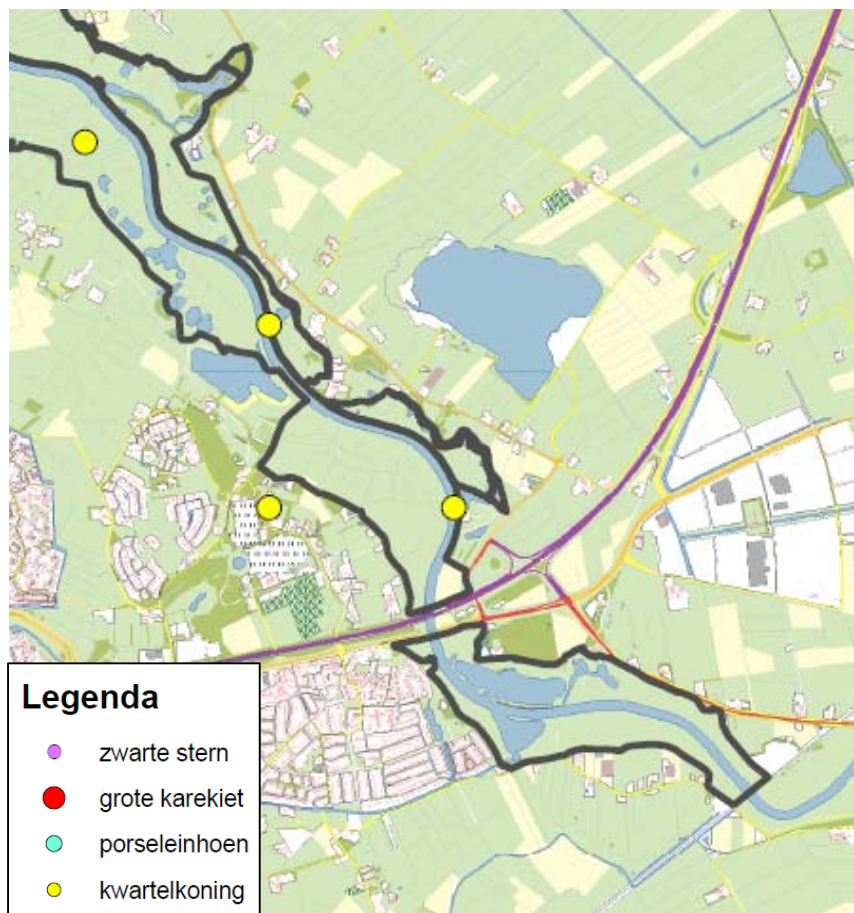 Legenda
zwarte stern
grote karekiet
porseleinhoen
kwartelkoning